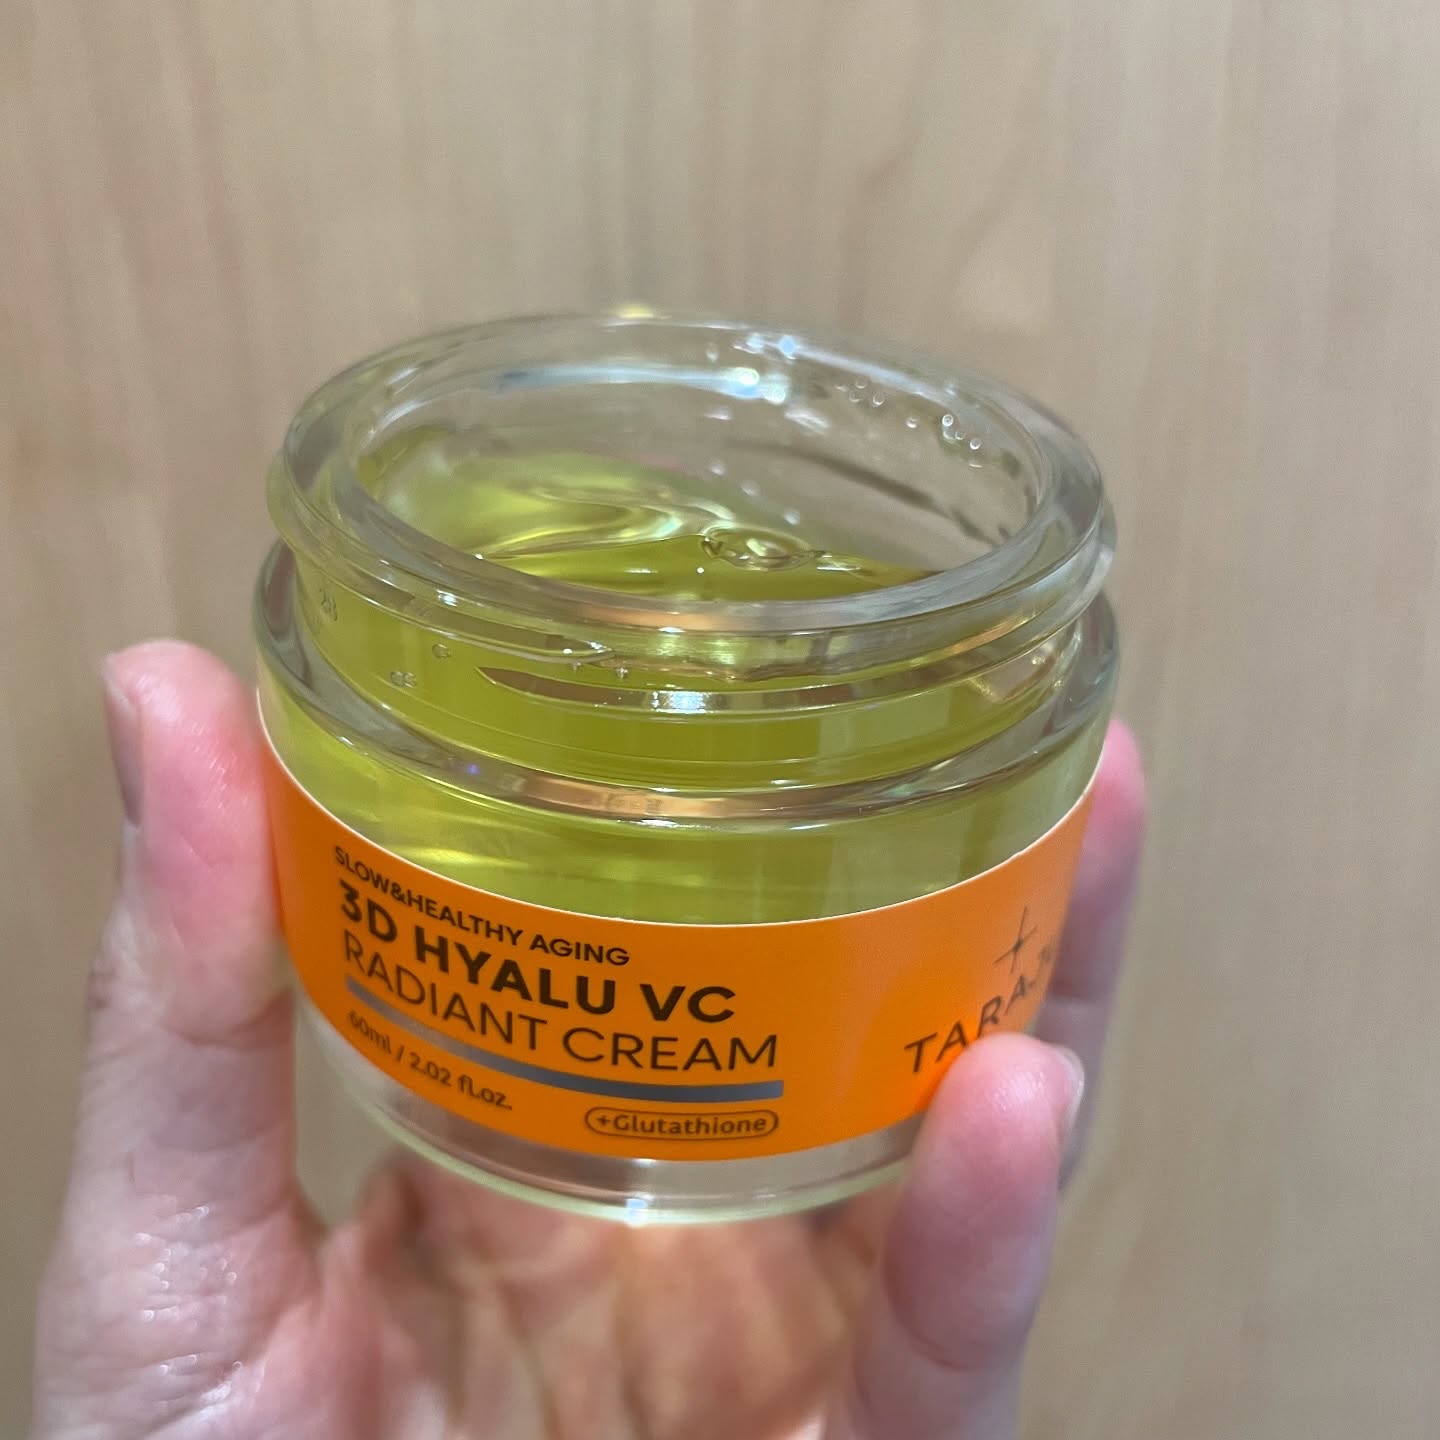 SLOW&HEALTHY AGING
3D HYALU VC
RADIANT CREAM
60ml / 2.02 fl.oz.
+Glutathione